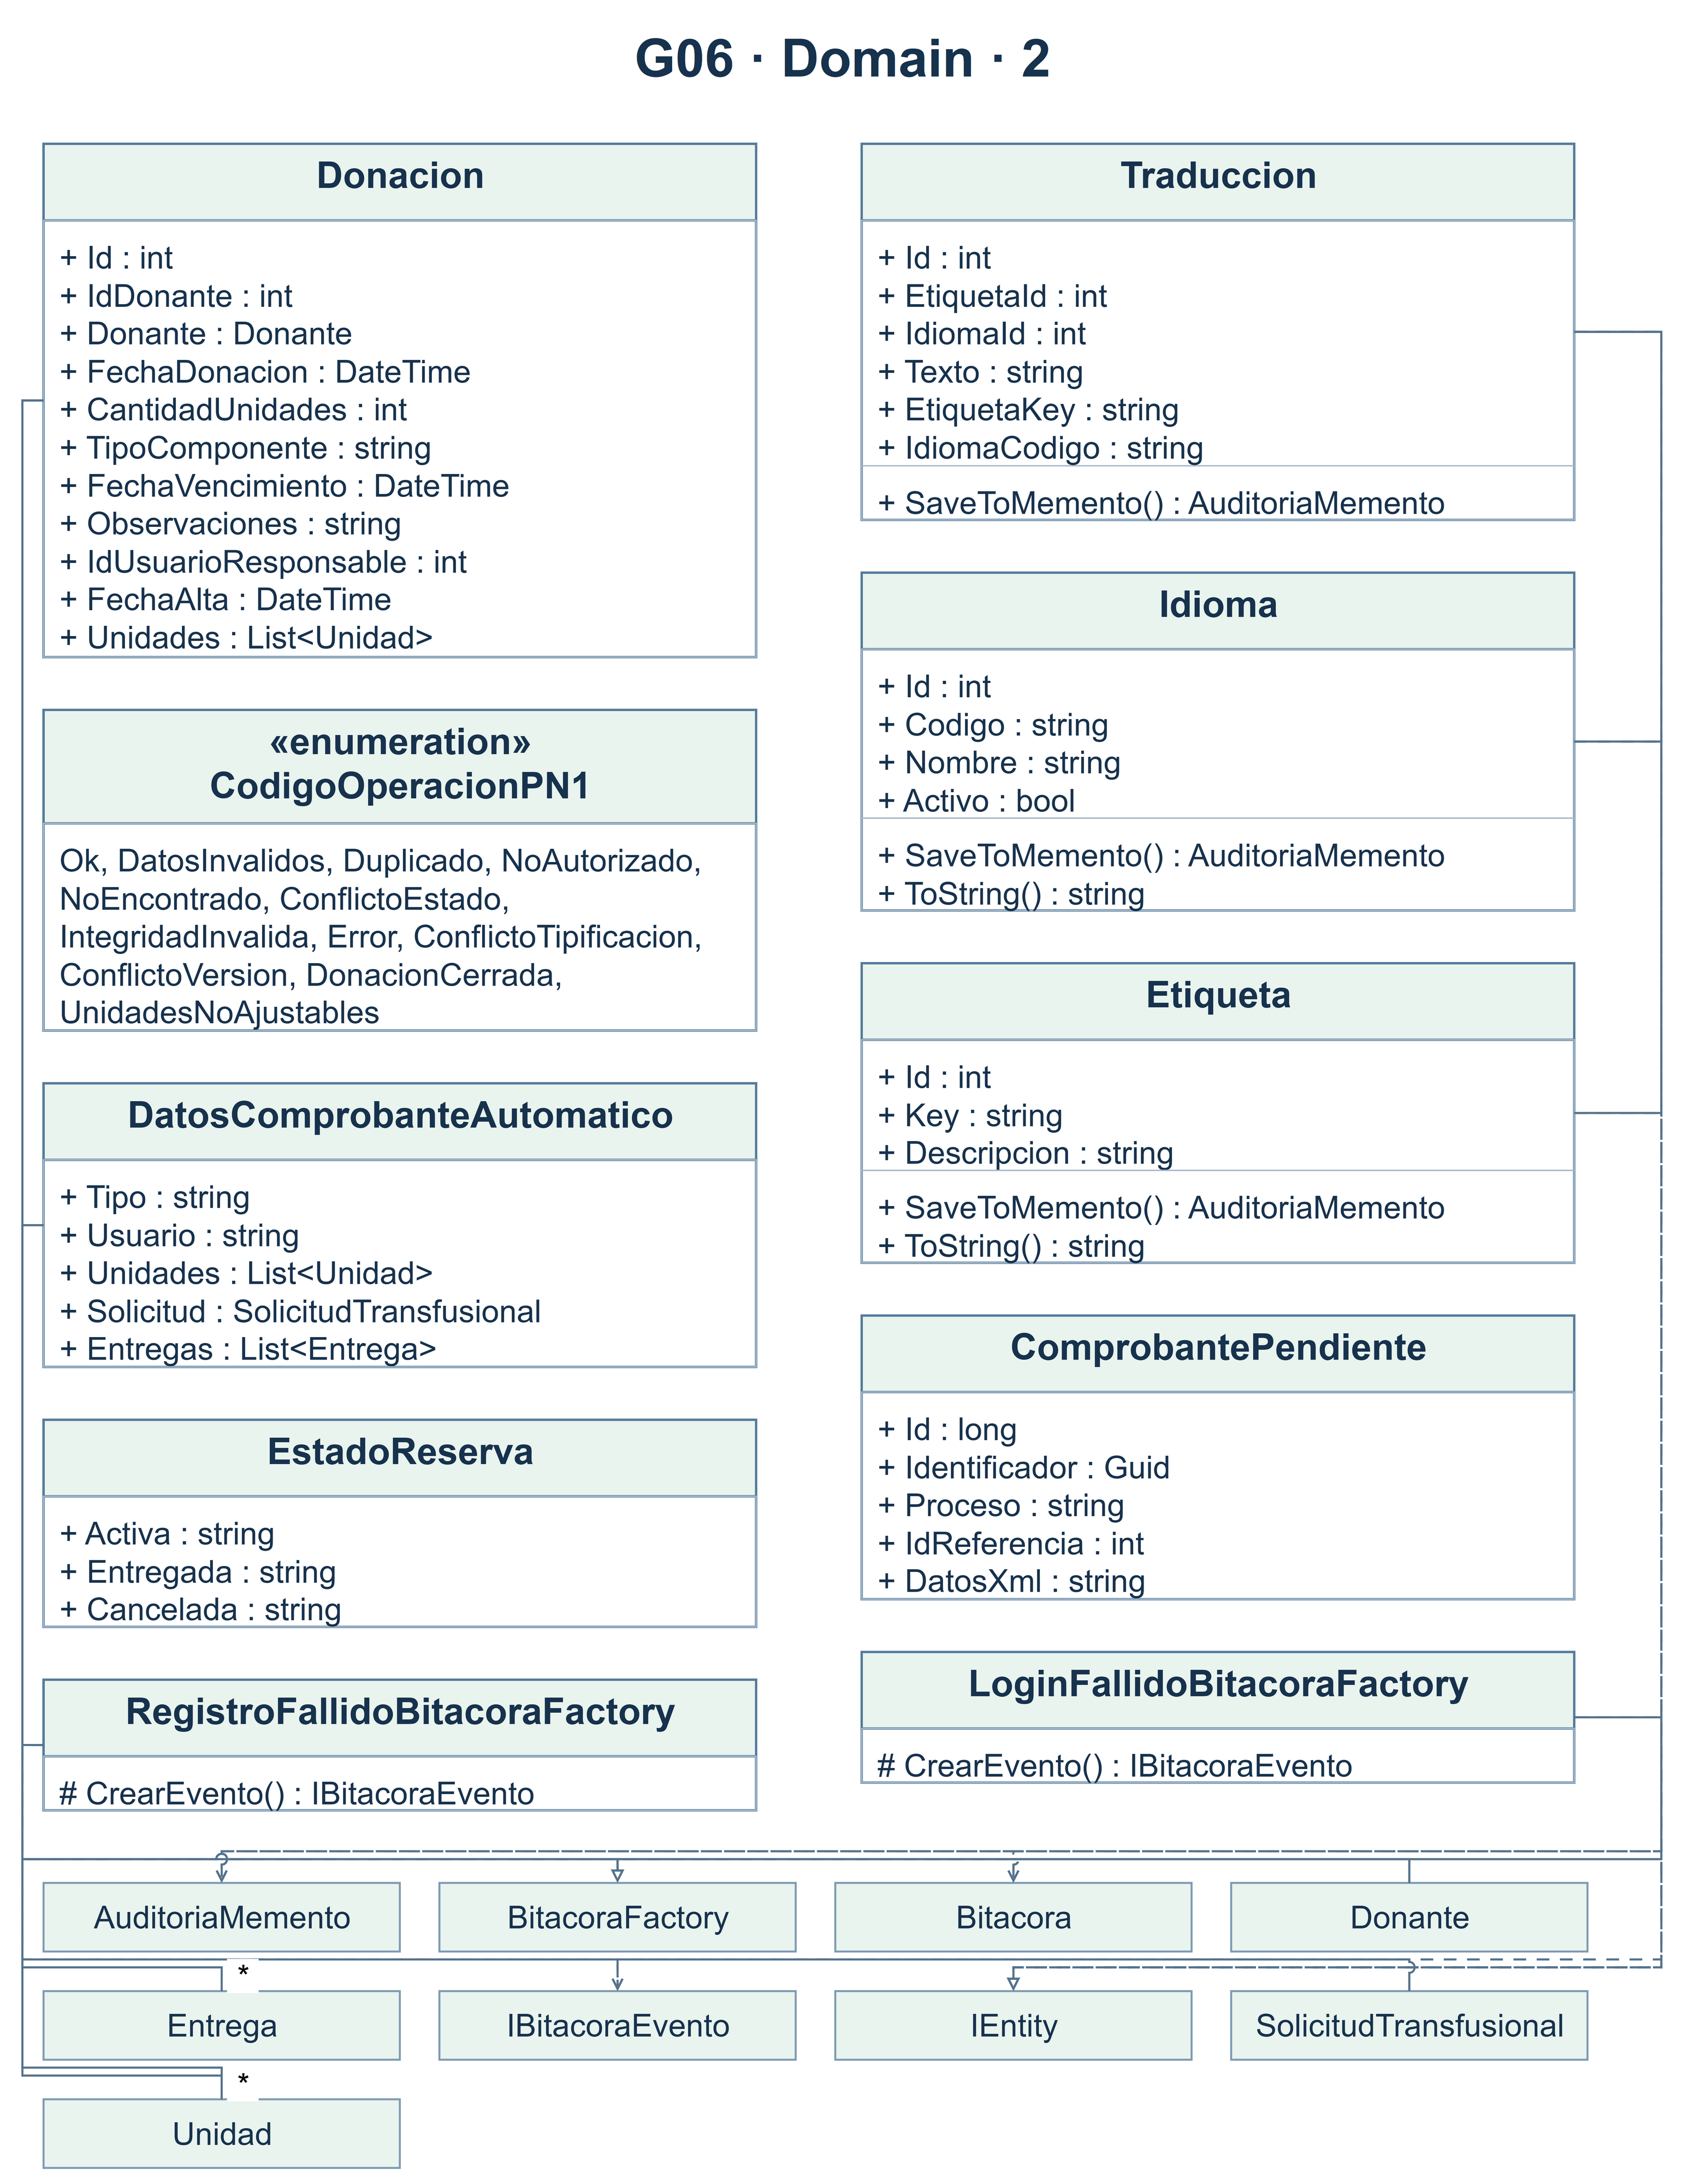 G06 · Domain · 2
Donacion
+ Id : int
+ IdDonante : int
+ Donante : Donante
+ FechaDonacion : DateTime
+ CantidadUnidades : int
+ TipoComponente : string
+ FechaVencimiento : DateTime
+ Observaciones : string
+ IdUsuarioResponsable : int
+ FechaAlta : DateTime
+ Unidades : List<Unidad>
«enumeration»
CodigoOperacionPN1
Ok, DatosInvalidos, Duplicado, NoAutorizado,
NoEncontrado, ConflictoEstado,
IntegridadInvalida, Error, ConflictoTipificacion,
ConflictoVersion, DonacionCerrada,
UnidadesNoAjustables
DatosComprobanteAutomatico
+ Tipo : string
+ Usuario : string
+ Unidades : List<Unidad>
+ Solicitud : SolicitudTransfusional
+ Entregas : List<Entrega>
EstadoReserva
+ Activa : string
+ Entregada : string
+ Cancelada : string
RegistroFallidoBitacoraFactory
# CrearEvento() : IBitacoraEvento
Traduccion
+ Id : int
+ EtiquetaId : int
+ IdiomaId : int
+ Texto : string
+ EtiquetaKey : string
+ IdiomaCodigo : string
+ SaveToMemento() : AuditoriaMemento
Idioma
+ Id : int
+ Codigo : string
+ Nombre : string
+ Activo : bool
+ SaveToMemento() : AuditoriaMemento
+ ToString() : string
Etiqueta
+ Id : int
+ Key : string
+ Descripcion : string
+ SaveToMemento() : AuditoriaMemento
+ ToString() : string
ComprobantePendiente
+ Id : long
+ Identificador : Guid
+ Proceso : string
+ IdReferencia : int
+ DatosXml : string
LoginFallidoBitacoraFactory
# CrearEvento() : IBitacoraEvento
AuditoriaMemento
BitacoraFactory
Bitacora
Donante
*
Entrega
IBitacoraEvento
IEntity
SolicitudTransfusional
*
Unidad